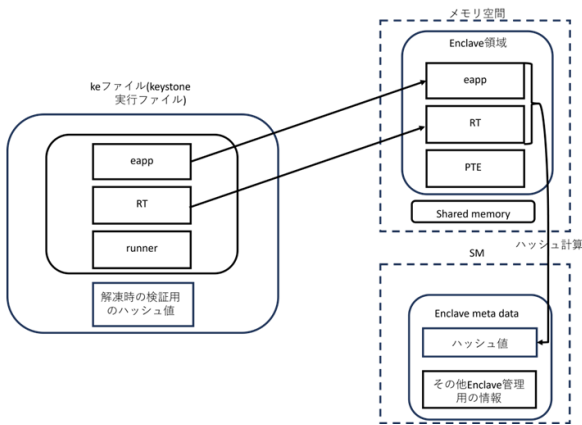 keファイル(keystone
実行ファイル)
eapp
RT
runner
解凍時の検証用
のハッシュ値
メモリ空間
Enclave領域
eapp
RT
PTE
Shared memory
ハッシュ計算
SM
Enclave meta data
ハッシュ値
その他Enclave管理
用の情報